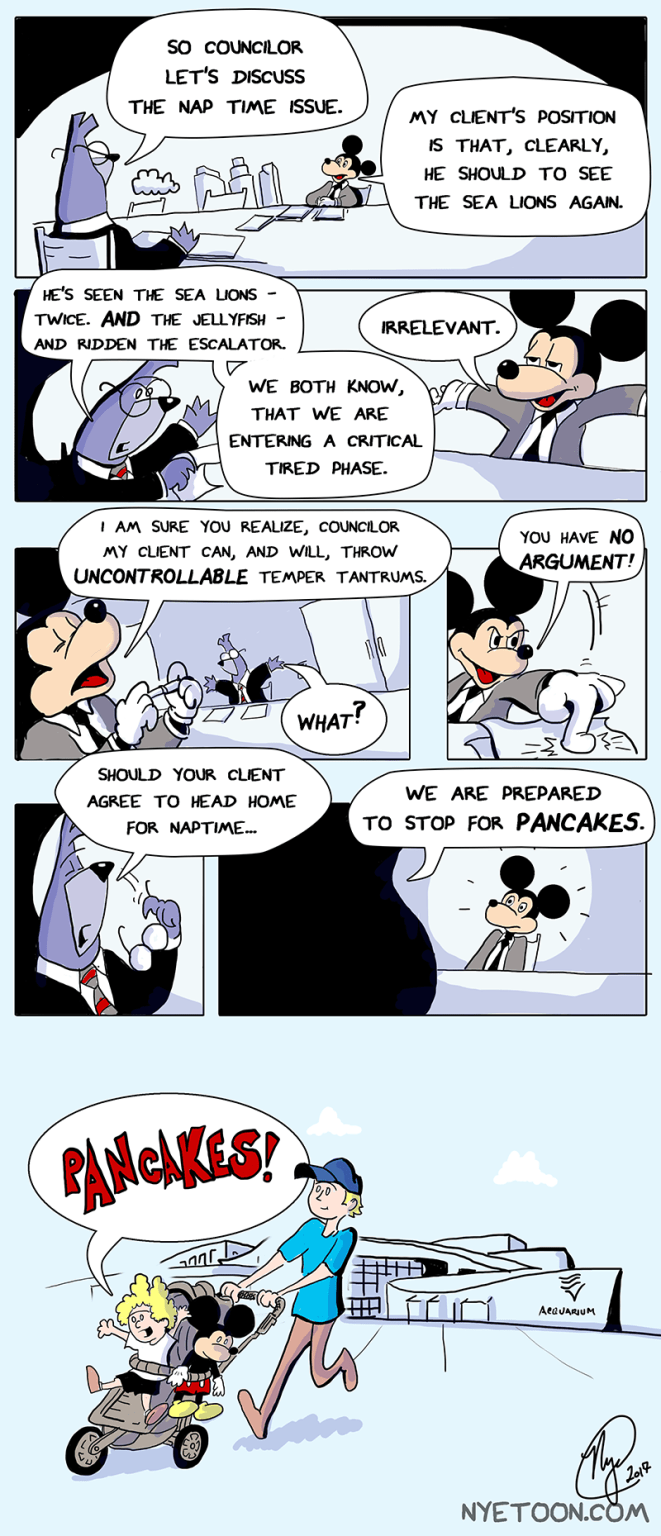 SO COUNCILOR
LET'S DISCUSS
THE NAP TIME ISSUE.
MY CLIENT'S POSITION
IS THAT, CLEARLY,
HE SHOULD TO SEE
THE SEA LIONS AGAIN.
HE'S SEEN THE SEA LIONS -
TWICE. AND THE JELLYFISH -
AND RIDDEN THE ESCALATOR.
WE BOTH KNOW,
THAT WE ARE
ENTERING A CRITICAL
TIRED PHASE.
IRRELEVANT.
I AM SURE YOU REALIZE, COUNCILOR
MY CLIENT CAN, AND WILL, THROW
UNCONTROLLABLE TEMPER TANTRUMS.
WHAT?
YOU HAVE NO
ARGUMENT!
SHOULD YOUR CLIENT
AGREE TO HEAD HOME
FOR NAPTIME...
WE ARE PREPARED
TO STOP FOR PANCAKES.
PANCAKES!
AEQUARIUM
Nye
2017
NYETOON.COM